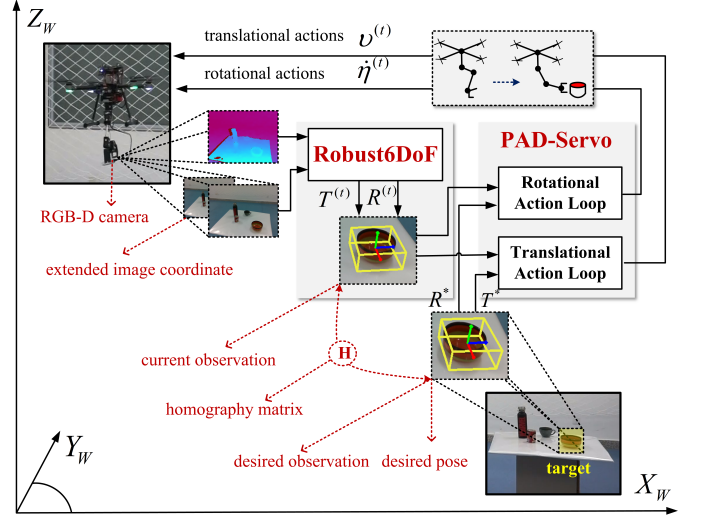 Z_W
translational actions υ^(t)
rotational actions η̇^(t)
Robust6DoF
PAD-Servo
T^(t) R^(t)
Rotational
Action Loop
Translational
Action Loop
RGB-D camera
extended image coordinate
R* T*
current observation
H
homography matrix
desired observation
desired pose
target
Y_W
X_W